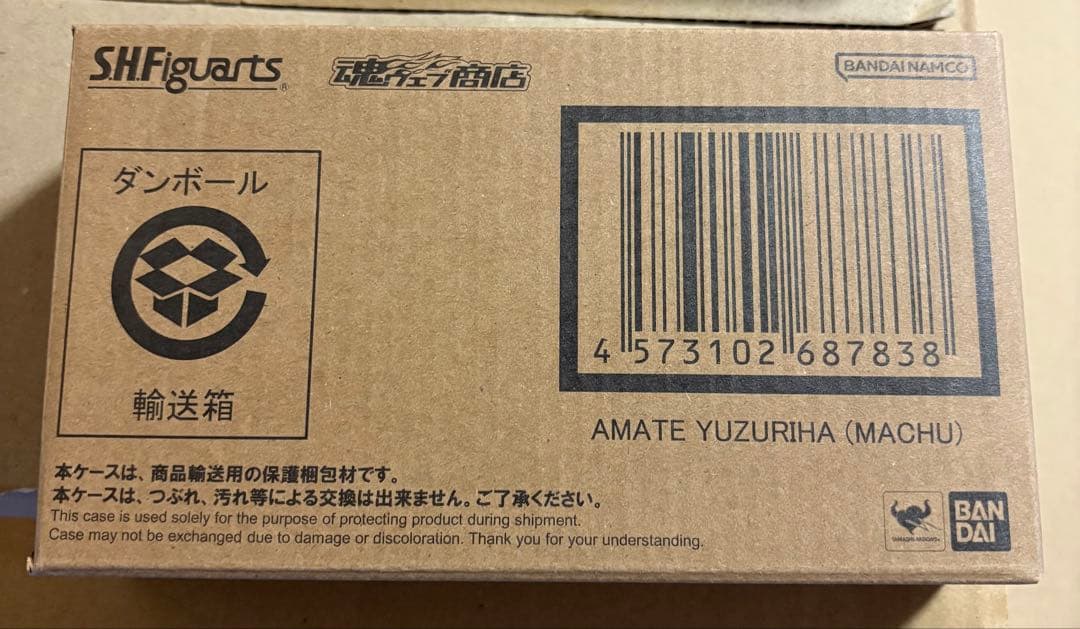 S.H.Figuarts
魂ウェブ商店
BANDAI NAMCO
ダンボール
輸送箱
4 573102 687838
AMATE YUZURIHA (MACHU)
本ケースは、商品輸送用の保護梱包材です。
本ケースは、つぶれ、汚れ等による交換は出来ません。ご了承ください。
This case is used solely for the purpose of protecting product during shipment.
Case may not be exchanged due to damage or discoloration. Thank you for your understanding.
TAMASHII NATIONS
BAN
DAI